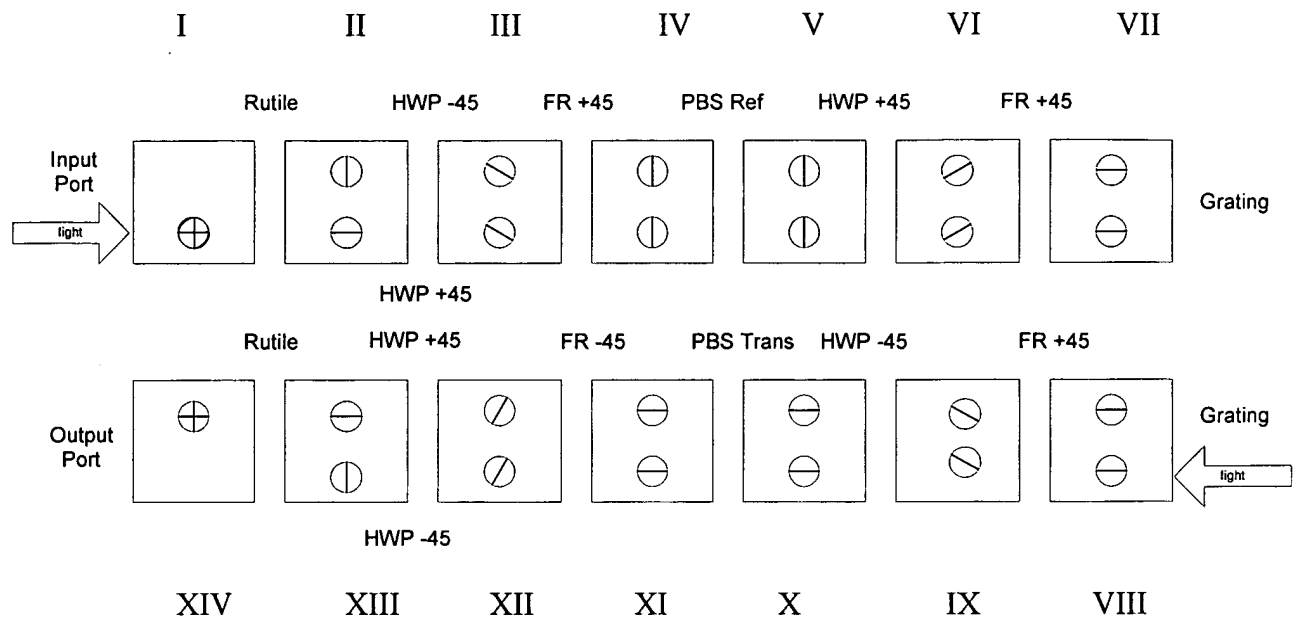 I II III IV V VI VII
Rutile HWP -45 FR +45 PBS Ref HWP +45 FR +45
Input
Port
light
Grating
HWP +45
Rutile HWP +45 FR -45 PBS Trans HWP -45 FR +45
Output
Port
Grating
light
HWP -45
XIV XIII XII XI X IX VIII